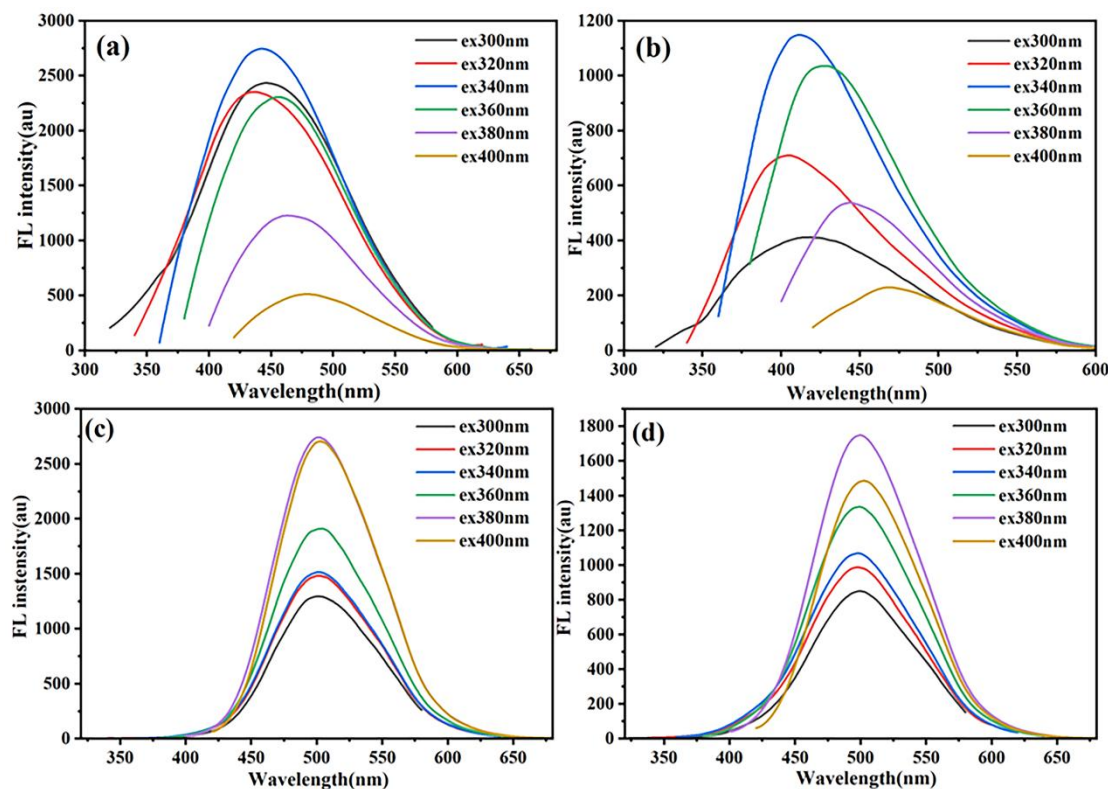 (a)
ex300nm
ex320nm
ex340nm
ex360nm
ex380nm
ex400nm
FL intensity(au)
3000
2500
2000
1500
1000
500
0
300 350 400 450 500 550 600 650
Wavelength(nm)
(b)
ex300nm
ex320nm
ex340nm
ex360nm
ex380nm
ex400nm
FL intensity(au)
1200
1000
800
600
400
200
0
300 350 400 450 500 550 600
Wavelength(nm)
(c)
ex300nm
ex320nm
ex340nm
ex360nm
ex380nm
ex400nm
FL instensity(au)
3000
2500
2000
1500
1000
500
0
350 400 450 500 550 600 650
Wavelength(nm)
(d)
ex300nm
ex320nm
ex340nm
ex360nm
ex380nm
ex400nm
FL intensity(au)
1800
1600
1400
1200
1000
800
600
400
200
0
350 400 450 500 550 600 650
Wavelength(nm)